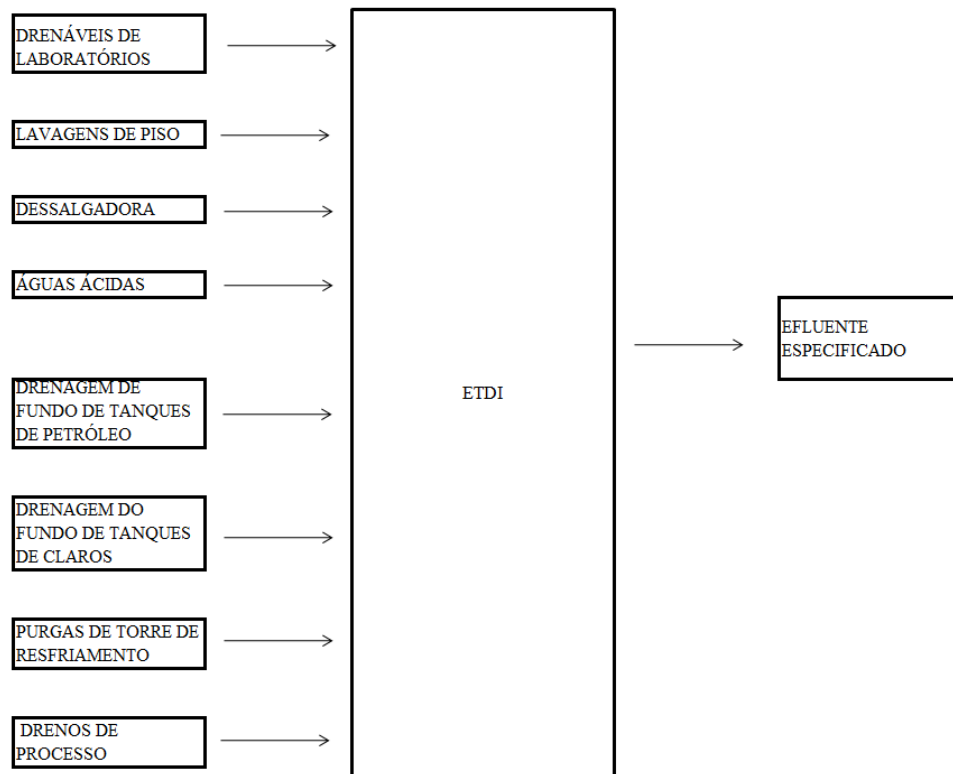 DRENÁVEIS DE
LABORATÓRIOS
LAVAGENS DE PISO
DESSALGADORA
ÁGUAS ÁCIDAS
DRENAGEM DE
FUNDO DE TANQUES
DE PETRÓLEO
DRENAGEM DO
FUNDO DE TANQUES
DE CLAROS
PURGAS DE TORRE DE
RESFRIAMENTO
DRENOS DE
PROCESSO
ETDI
EFLUENTE
ESPECIFICADO